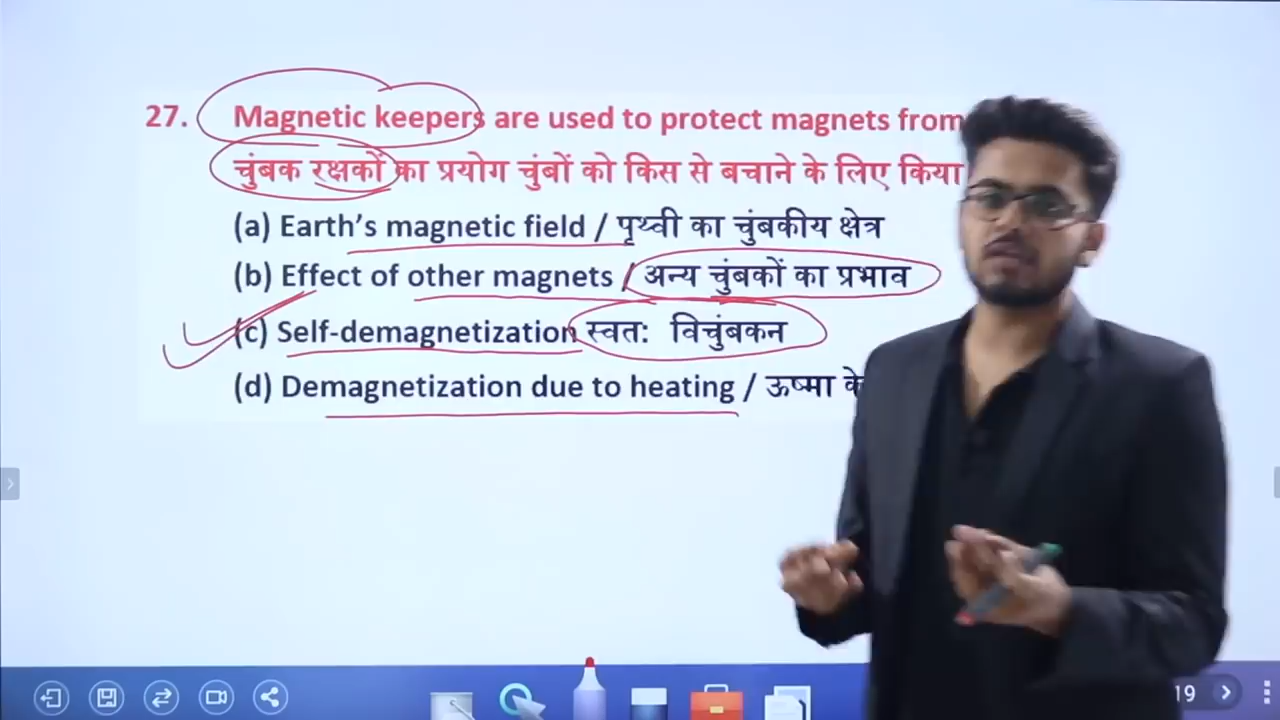 27. Magnetic keepers are used to protect magnets from
चुंबक रक्षकों का प्रयोग चुंबों को किस से बचाने के लिए किया
(a) Earth’s magnetic field / पृथ्वी का चुंबकीय क्षेत्र
(b) Effect of other magnets / अन्य चुंबकों का प्रभाव
(c) Self-demagnetization स्वत: विचुंबकन
(d) Demagnetization due to heating / ऊष्मा के
19